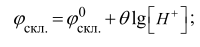 φскл. = φ⁰скл. + θ lg[H⁺];